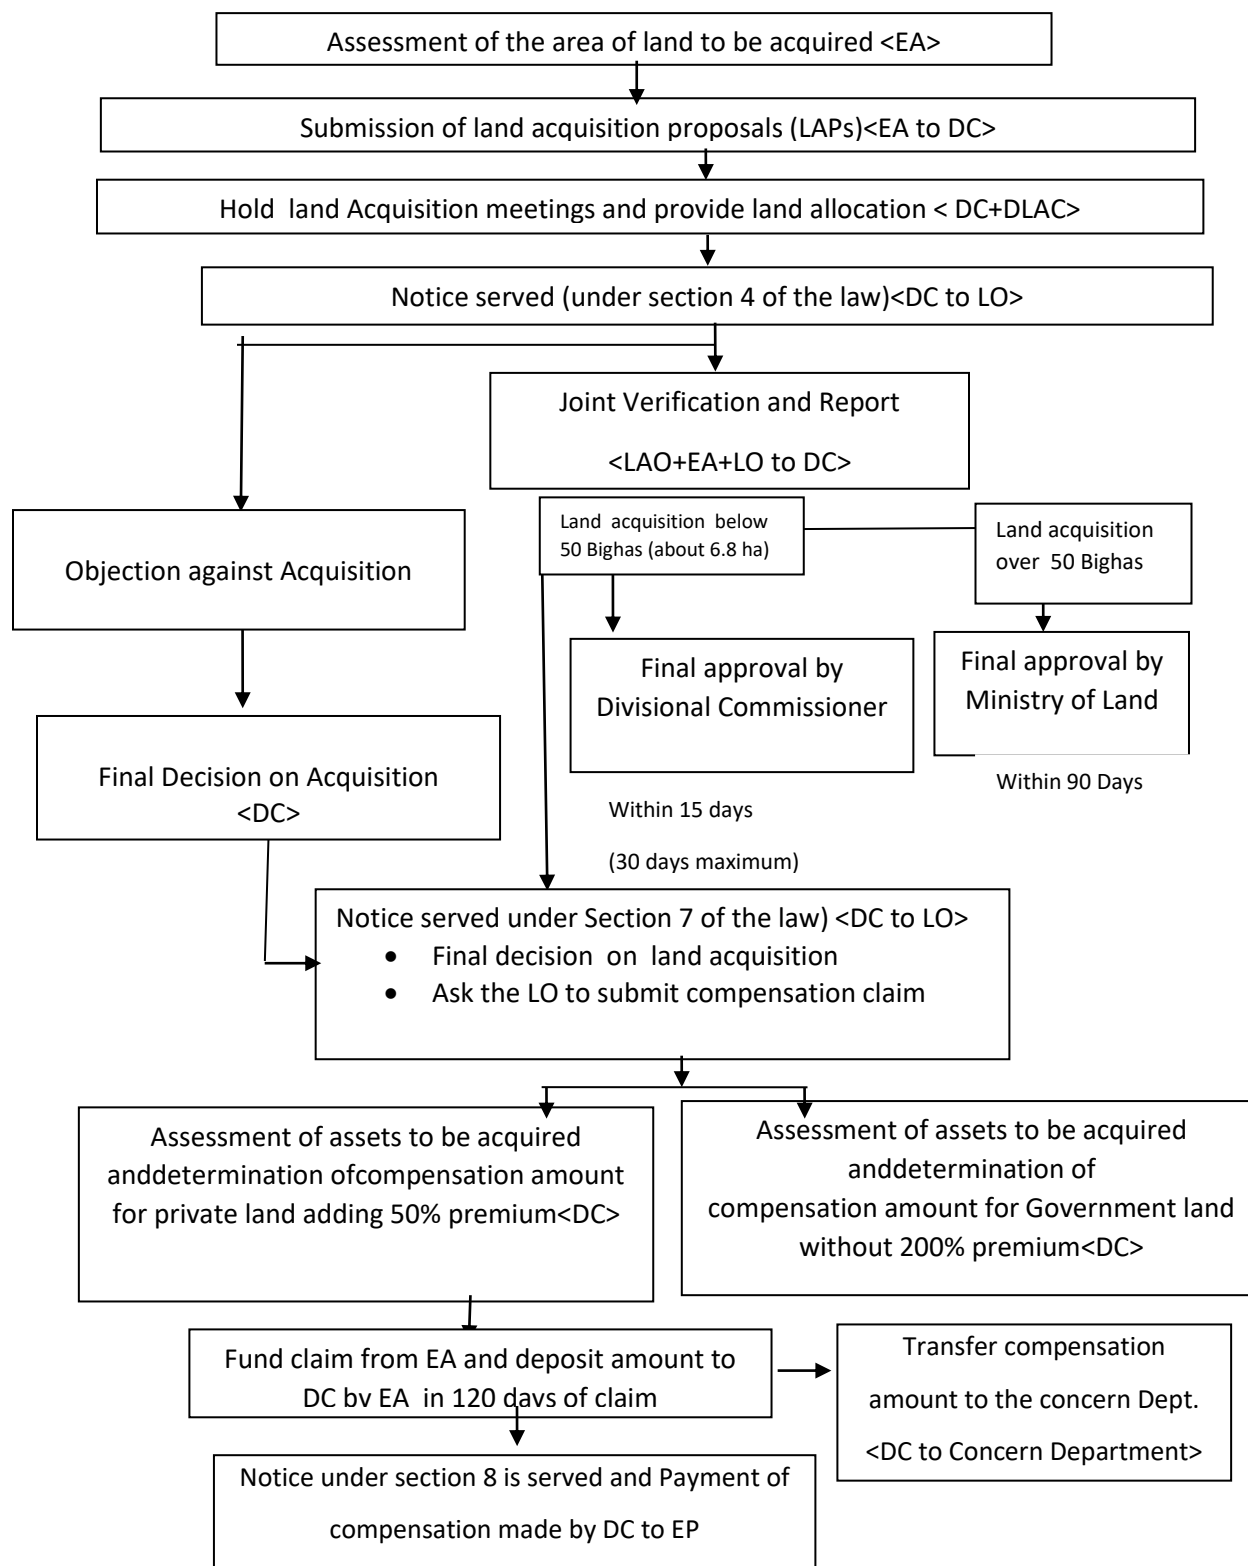 Assessment of the area of land to be acquired <EA>
Submission of land acquisition proposals (LAPs)<EA to DC>
Hold land Acquisition meetings and provide land allocation < DC+DLAC>
Notice served (under section 4 of the law)<DC to LO>
Joint Verification and Report
<LAO+EA+LO to DC>
Land acquisition below
50 Bighas (about 6.8 ha)
Land acquisition
over 50 Bighas
Objection against Acquisition
Final approval by
Divisional Commissioner
Final approval by
Ministry of Land
Final Decision on Acquisition
<DC>
Within 90 Days
Within 15 days
(30 days maximum)
Notice served under Section 7 of the law) <DC to LO>
• Final decision on land acquisition
• Ask the LO to submit compensation claim
Assessment of assets to be acquired
anddetermination ofcompensation amount
for private land adding 50% premium<DC>
Assessment of assets to be acquired
anddetermination of
compensation amount for Government land
without 200% premium<DC>
Fund claim from EA and deposit amount to
DC by EA in 120 days of claim
Transfer compensation
amount to the concern Dept.
<DC to Concern Department>
Notice under section 8 is served and Payment of
compensation made by DC to EP